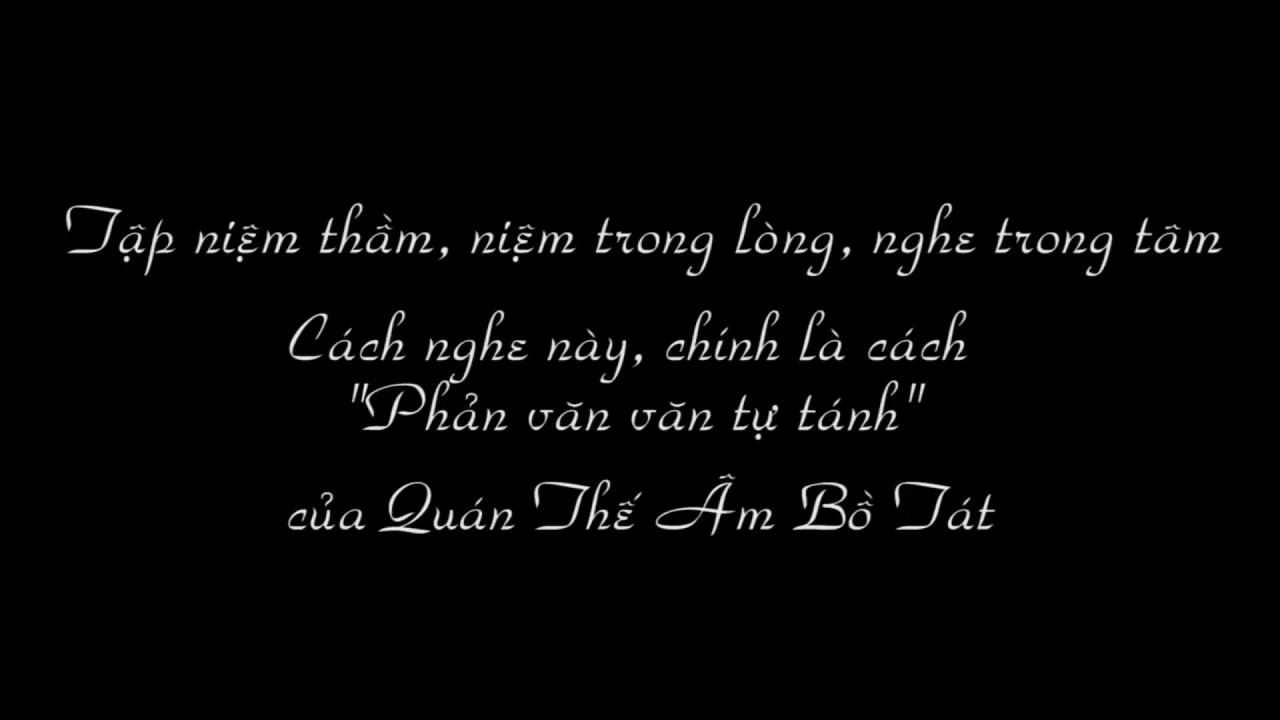 Tập niệm thầm, niệm trong lòng, nghe trong tâm
Cách nghe này, chính là cách
"Phản văn văn tự tánh"
của Quán Thế Âm Bồ Tát